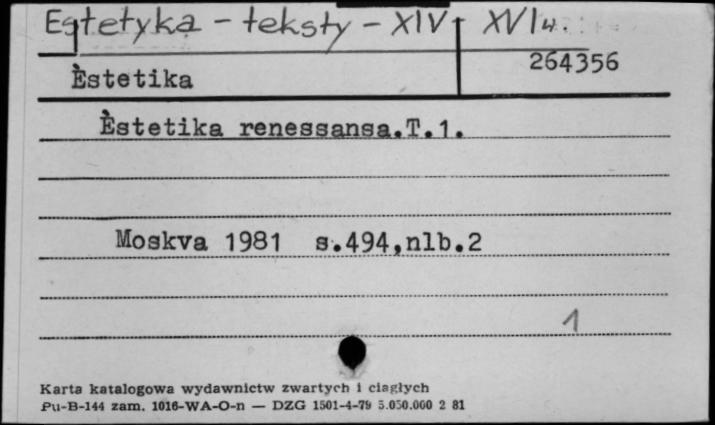 Estetyka - teksty - XIV - XVI w.
264356
Èstetika
Èstetika renessansa.T.1.
Moskva 1981 s.494,nlb.2
1
Karta katalogowa wydawnictw zwartych i ciągłych
Pu-B-144 zam. 1016-WA-O-n — DZG 1501-4-79 5.050.000 2 81